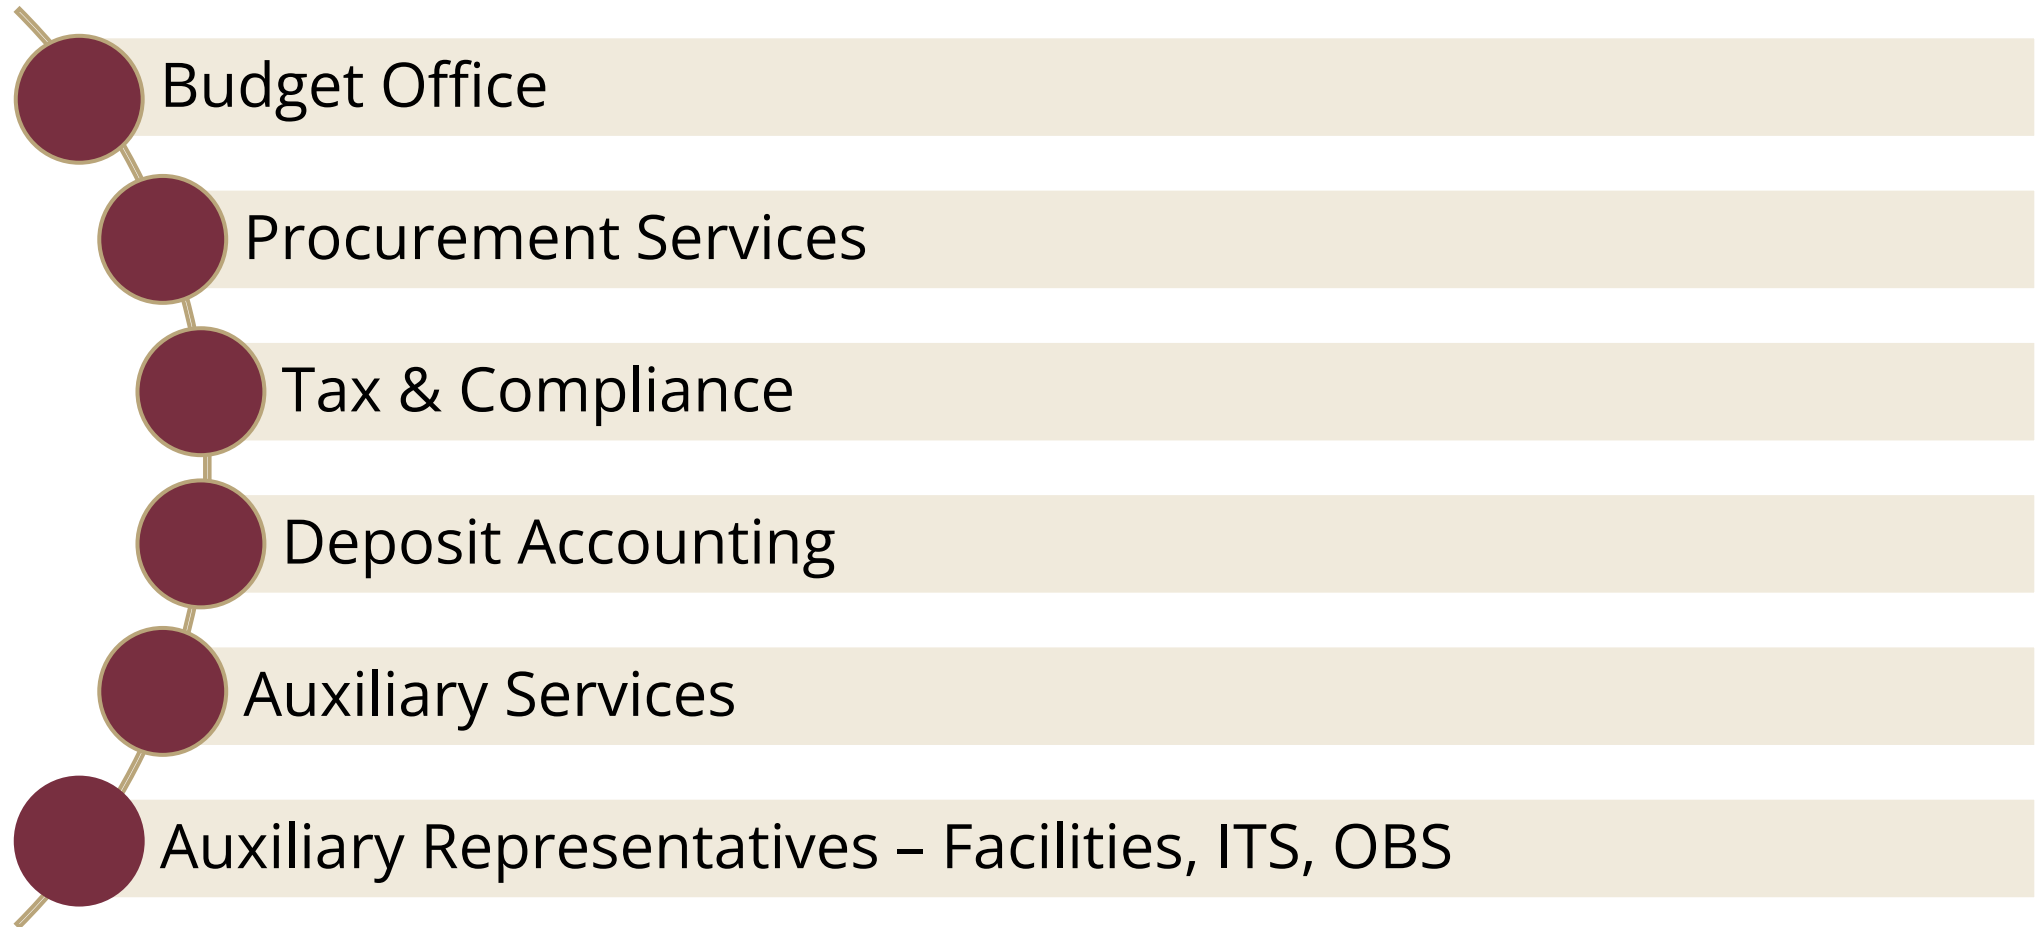 Budget Office
Procurement Services
Tax & Compliance
Deposit Accounting
Auxiliary Services
Auxiliary Representatives – Facilities, ITS, OBS